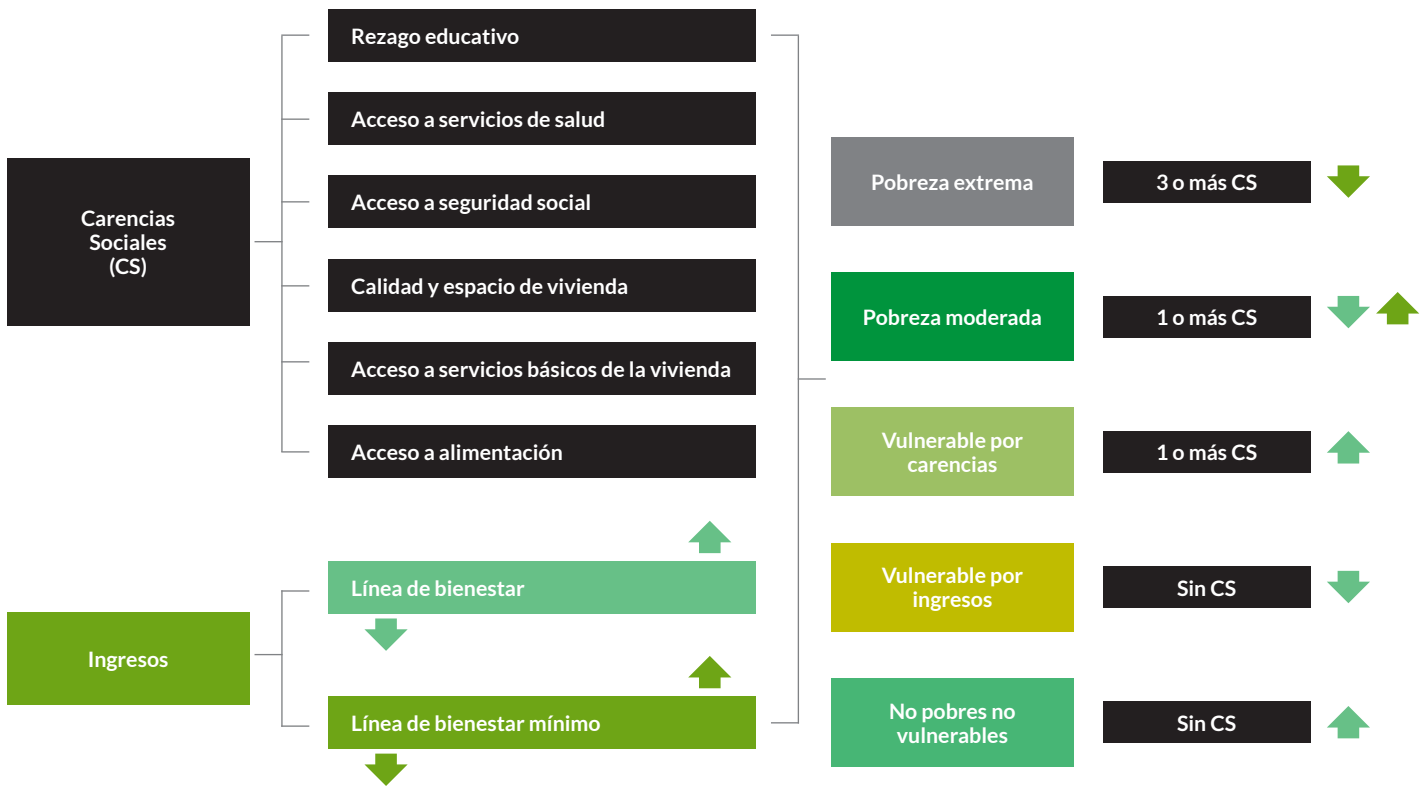 Carencias
Sociales
(CS)
Rezago educativo
Acceso a servicios de salud
Acceso a seguridad social
Calidad y espacio de vivienda
Acceso a servicios básicos de la vivienda
Acceso a alimentación
Ingresos
Línea de bienestar
Línea de bienestar mínimo
Pobreza extrema
3 o más CS
Pobreza moderada
1 o más CS
Vulnerable por
carencias
1 o más CS
Vulnerable por
ingresos
Sin CS
No pobres no
vulnerables
Sin CS